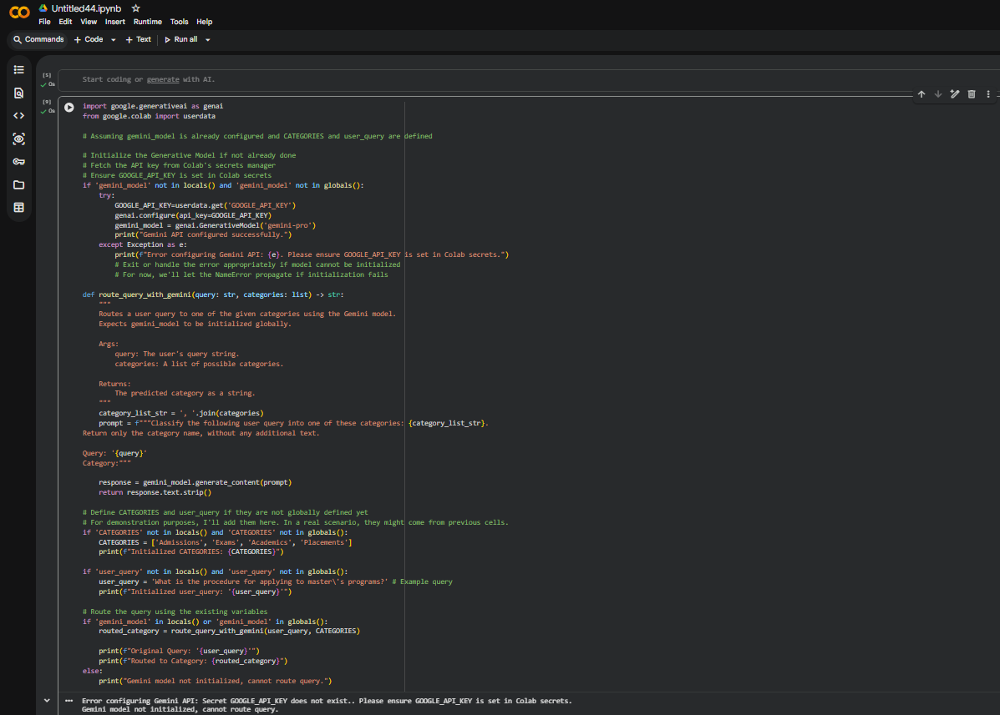 CO Untitled44.ipynb
File Edit View Insert Runtime Tools Help
Commands + Code + Text Run all
[5] Start coding or generate with AI.
0s
[9]
0s
import google.generativeai as genai
from google.colab import userdata
# Assuming gemini_model is already configured and CATEGORIES and user_query are defined
# Initialize the Generative Model if not already done
# Fetch the API key from Colab's secrets manager
# Ensure GOOGLE_API_KEY is set in Colab secrets
if 'gemini_model' not in locals() and 'gemini_model' not in globals():
    try:
        GOOGLE_API_KEY=userdata.get('GOOGLE_API_KEY')
        genai.configure(api_key=GOOGLE_API_KEY)
        gemini_model = genai.GenerativeModel('gemini-pro')
        print("Gemini API configured successfully.")
    except Exception as e:
        print(f"Error configuring Gemini API: {e}. Please ensure GOOGLE_API_KEY is set in Colab secrets.")
        # Exit or handle the error appropriately if model cannot be initialized
        # For now, we'll let the NameError propagate if initialization fails
def route_query_with_gemini(query: str, categories: list) -> str:
    """
    Routes a user query to one of the given categories using the Gemini model.
    Expects gemini_model to be initialized globally.
    Args:
        query: The user's query string.
        categories: A list of possible categories.
    Returns:
        The predicted category as a string.
    """
    category_list_str = ', '.join(categories)
    prompt = f"""Classify the following user query into one of these categories: {category_list_str}.
Return only the category name, without any additional text.
Query: '{query}'
Category:"""
    response = gemini_model.generate_content(prompt)
    return response.text.strip()
# Define CATEGORIES and user_query if they are not globally defined yet
# For demonstration purposes, I'll add them here. In a real scenario, they might come from previous cells.
if 'CATEGORIES' not in locals() and 'CATEGORIES' not in globals():
    CATEGORIES = ['Admissions', 'Exams', 'Academics', 'Placements']
    print(f"Initialized CATEGORIES: {CATEGORIES}")
if 'user_query' not in locals() and 'user_query' not in globals():
    user_query = 'What is the procedure for applying to master\'s programs?' # Example query
    print(f"Initialized user_query: '{user_query}'")
# Route the query using the existing variables
if 'gemini_model' in locals() or 'gemini_model' in globals():
    routed_category = route_query_with_gemini(user_query, CATEGORIES)
    print(f"Original Query: '{user_query}'")
    print(f"Routed to Category: {routed_category}")
else:
    print("Gemini model not initialized, cannot route query.")
Error configuring Gemini API: Secret GOOGLE_API_KEY does not exist.. Please ensure GOOGLE_API_KEY is set in Colab secrets.
Gemini model not initialized, cannot route query.